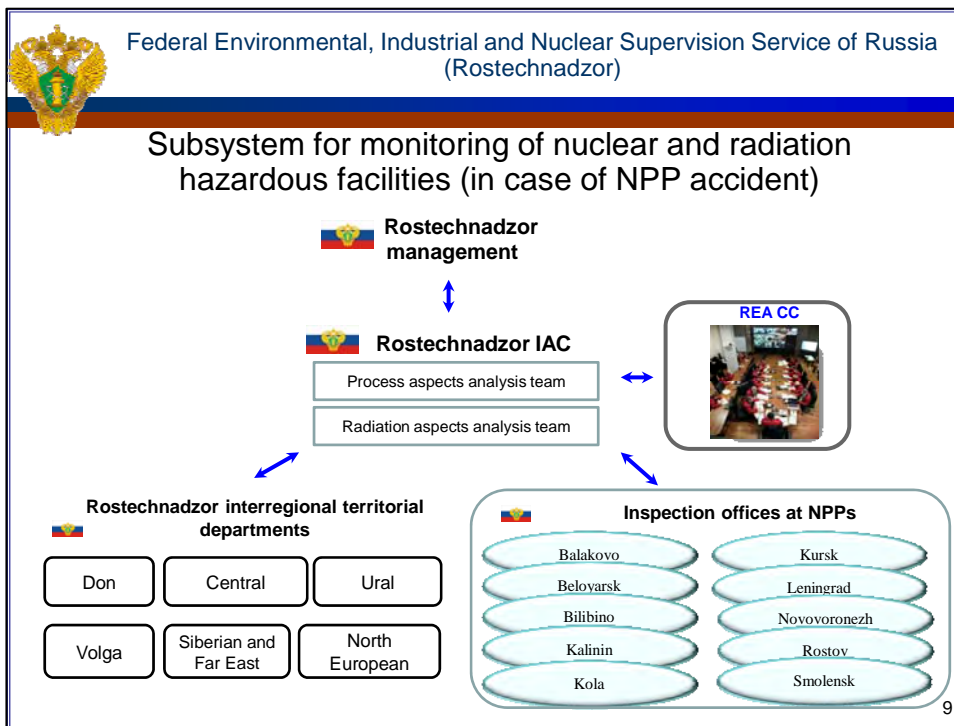 Federal Environmental, Industrial and Nuclear Supervision Service of Russia
(Rostechnadzor)
Subsystem for monitoring of nuclear and radiation
hazardous facilities (in case of NPP accident)
Rostechnadzor
management
REA CC
Rostechnadzor IAC
Process aspects analysis team
Radiation aspects analysis team
Rostechnadzor interregional territorial
departments
Don
Central
Ural
Volga
Siberian and
Far East
North
European
Inspection offices at NPPs
Balakovo
Beloyarsk
Bilibino
Kalinin
Kola
Kursk
Leningrad
Novovoronezh
Rostov
Smolensk
9